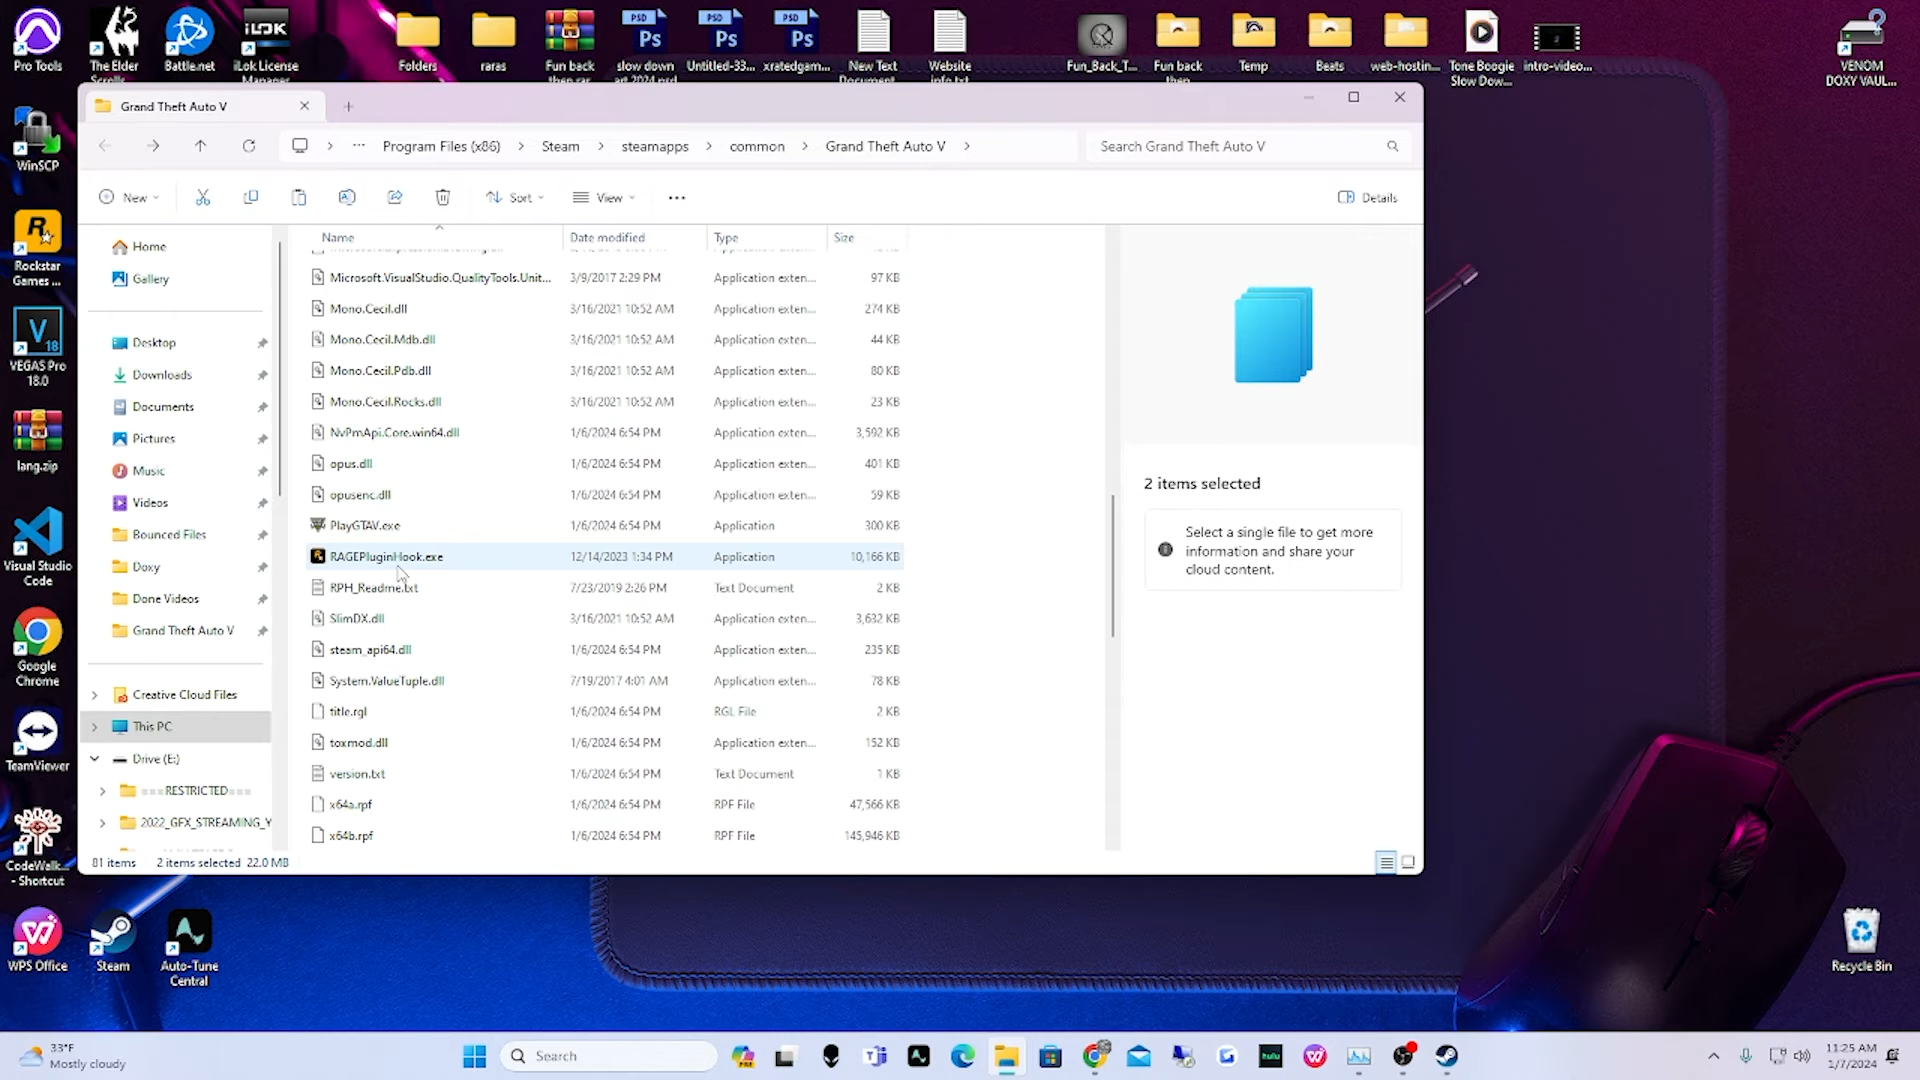 Pro Tools
The Elder
Scrolls
Battle.net
iLOK
iLok License
Manager
Folders
raras
Fun back
then.rar
PSD
Ps
slow down
art 2024.psd
PSD
Ps
Untitled-33...
PSD
Ps
xratedgam...
New Text
Document
Website
info.txt
Fun_Back_T...
Fun back
then
Temp
Beats
web-hostin...
Tone Boogie
Slow Dow...
intro-video...
VENOM
DOXY VAUL...
WinSCP
Rockstar
Games ...
VEGAS Pro
18.0
lang.zip
Visual Studio
Code
Google
Chrome
TeamViewer
CodeWalk...
- Shortcut
WPS Office
Steam
Auto-Tune
Central
Recycle Bin
Grand Theft Auto V
Program Files (x86) > Steam > steamapps > common > Grand Theft Auto V >
Search Grand Theft Auto V
New
Sort
View
Details
Home
Gallery
Desktop
Downloads
Documents
Pictures
Music
Videos
Bounced Files
Doxy
Done Videos
Grand Theft Auto V
Creative Cloud Files
This PC
Drive (E:)
===RESTRICTED===
2022_GFX_STREAMING_Y
Name Date modified Type Size
Microsoft.VisualStudio.QualityTools.Unit... 3/9/2017 2:29 PM Application exten... 97 KB
Mono.Cecil.dll 3/16/2021 10:52 AM Application exten... 274 KB
Mono.Cecil.Mdb.dll 3/16/2021 10:52 AM Application exten... 44 KB
Mono.Cecil.Pdb.dll 3/16/2021 10:52 AM Application exten... 80 KB
Mono.Cecil.Rocks.dll 3/16/2021 10:52 AM Application exten... 23 KB
NvPmApi.Core.win64.dll 1/6/2024 6:54 PM Application exten... 3,592 KB
opus.dll 1/6/2024 6:54 PM Application exten... 401 KB
opusenc.dll 1/6/2024 6:54 PM Application exten... 59 KB
PlayGTAV.exe 1/6/2024 6:54 PM Application 300 KB
RAGEPluginHook.exe 12/14/2023 1:34 PM Application 10,166 KB
RPH_Readme.txt 7/23/2019 2:26 PM Text Document 2 KB
SlimDX.dll 3/16/2021 10:52 AM Application exten... 3,632 KB
steam_api64.dll 1/6/2024 6:54 PM Application exten... 235 KB
System.ValueTuple.dll 7/19/2017 4:01 AM Application exten... 78 KB
title.rgl 1/6/2024 6:54 PM RGL File 2 KB
toxmod.dll 1/6/2024 6:54 PM Application exten... 152 KB
version.txt 1/6/2024 6:54 PM Text Document 1 KB
x64a.rpf 1/6/2024 6:54 PM RPF File 47,566 KB
x64b.rpf 1/6/2024 6:54 PM RPF File 145,946 KB
2 items selected
Select a single file to get more
information and share your
cloud content.
81 items 2 items selected 22.0 MB
33°F
Mostly cloudy
Search
hulu
11:25 AM
1/7/2024